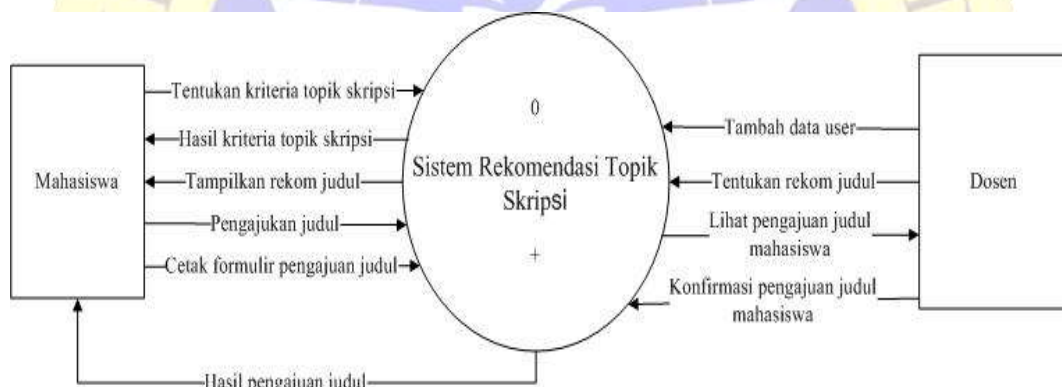 Mahasiswa
Tentukan kriteria topik skripsi
Hasil kriteria topik skripsi
Tampilkan rekom judul
Pengajukan judul
Cetak formulir pengajuan judul
Hasil pengajuan judul
0
Sistem Rekomendasi Topik
Skripsi
+
Tambah data user
Tentukan rekom judul
Lihat pengajuan judul
mahasiswa
Konfirmasi pengajuan judul
mahasiswa
Dosen